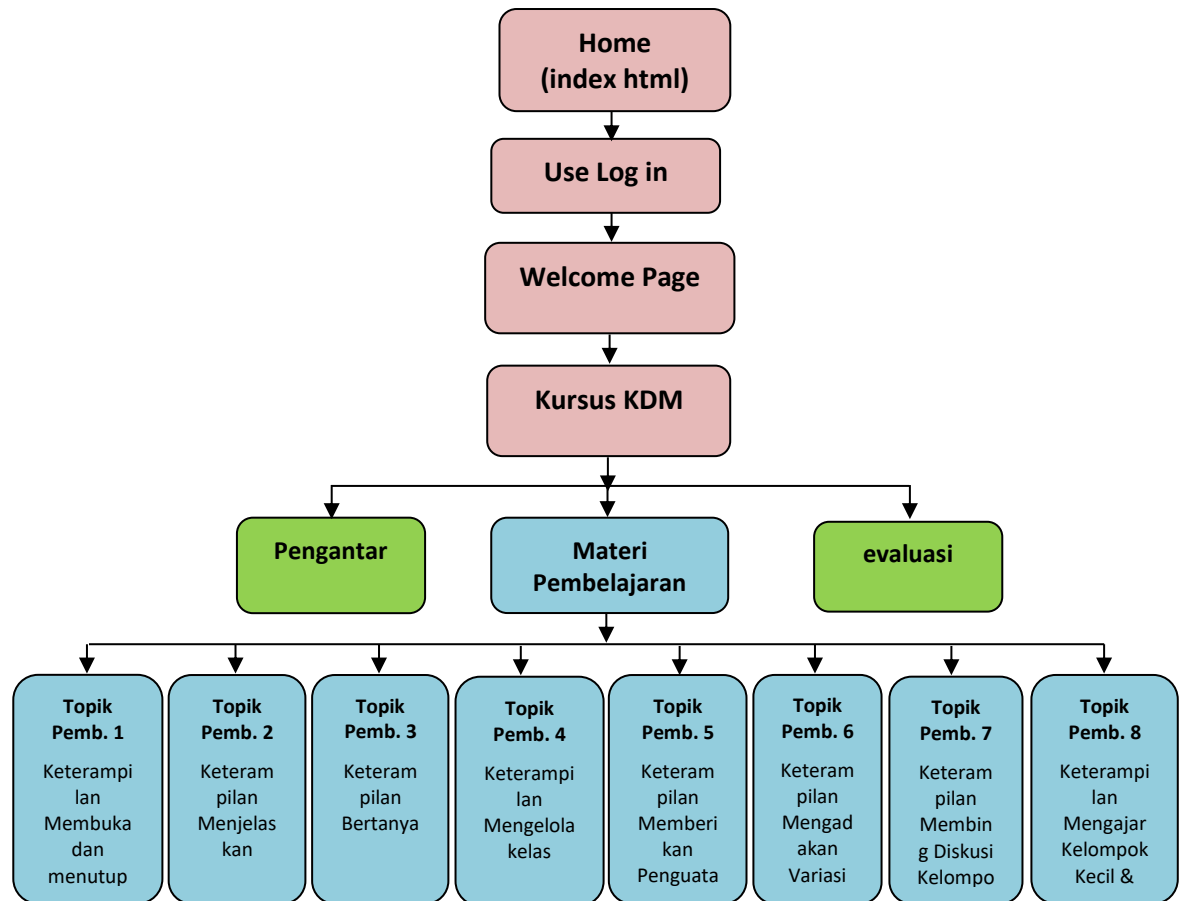 Home
(index html)
Use Log in
Welcome Page
Kursus KDM
Pengantar
Materi
Pembelajaran
evaluasi
Topik
Pemb. 1
Keterampi
lan
Membuka
dan
menutup
Topik
Pemb. 2
Keteram
pilan
Menjelas
kan
Topik
Pemb. 3
Keteram
pilan
Bertanya
Topik
Pemb. 4
Keterampi
lan
Mengelola
kelas
Topik
Pemb. 5
Keteram
pilan
Memberi
kan
Penguata
Topik
Pemb. 6
Keteram
pilan
Mengad
akan
Variasi
Topik
Pemb. 7
Keteram
pilan
Membin
g Diskusi
Kelompo
Topik
Pemb. 8
Keterampi
lan
Mengajar
Kelompok
Kecil &